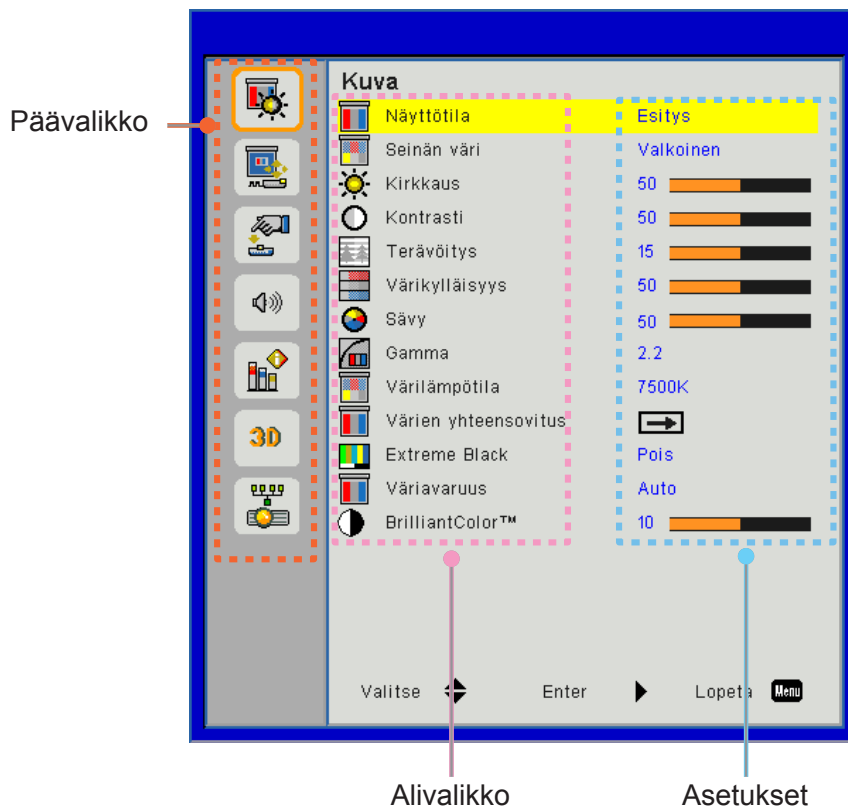 Kuva
Päävalikko
Näyttötila Esitys
Seinän väri Valkoinen
Kirkkaus 50
Kontrasti 50
Terävöitys 15
Värikylläisyys 50
Sävy 50
Gamma 2.2
Värilämpötila 7500K
Värien yhteensovitus
3D
Extreme Black Pois
Väriavaruus Auto
BrilliantColor™ 10
Valitse Enter Lopeta Menu
Alivalikko Asetukset